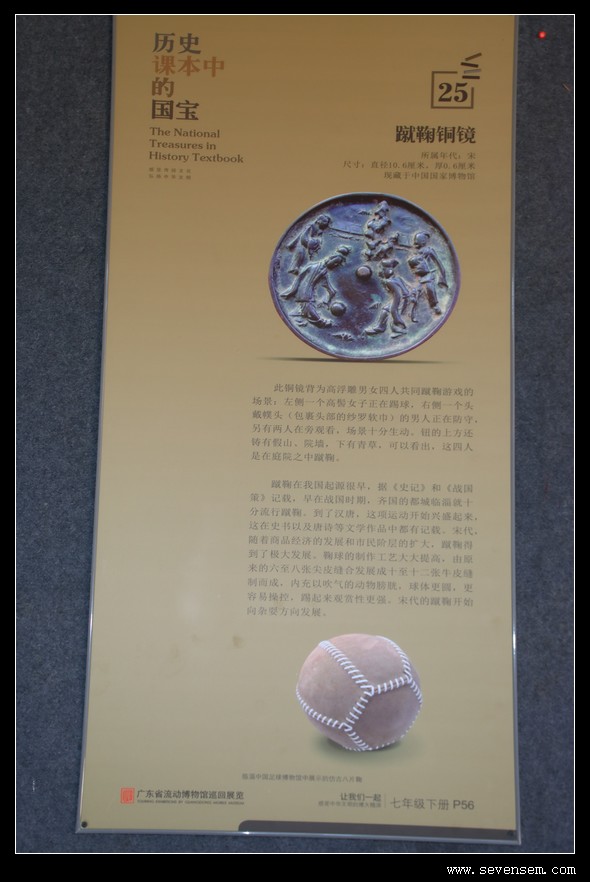 历史
课本中
的
国宝
The National
Treasures in
History Textbook
25
蹴鞠铜镜
所属年代：宋
尺寸：直径10.6厘米，厚0.6厘米
现藏于中国国家博物馆
此铜镜背为高浮雕男女四人共同蹴鞠游戏的
场景：左侧一个高髻女子正在踢球，右侧一个头
戴幞头（包裹头部的纱罗软巾）的男人正在防守，
另有两人在旁观看，场景十分生动。钮的上方还
铸有假山、院墙，下有青草，可以看出，这四人
是在庭院之中蹴鞠。
蹴鞠在我国起源很早，据《史记》和《战国
策》记载，早在战国时期，齐国的都城临淄就十
分流行蹴鞠。到了汉唐，这项运动开始兴盛起来，
这在史书以及唐诗等文学作品中都有记载。宋代，
随着商品经济的发展和市民阶层的扩大，蹴鞠得
到了极大发展。鞠球的制作工艺大大提高，由原
来的六至八张尖皮缝合发展成十至十二张牛皮缝
制而成，内充以吹气的动物膀胱，球体更圆，更
容易操控，踢起来观赏性更强。宋代的蹴鞠开始
向杂耍方向发展。
临淄中国足球博物馆中展示的仿古八片鞠
广东省流动博物馆巡回展览
让我们一起
七年级下册 P56
www.sevensem.com